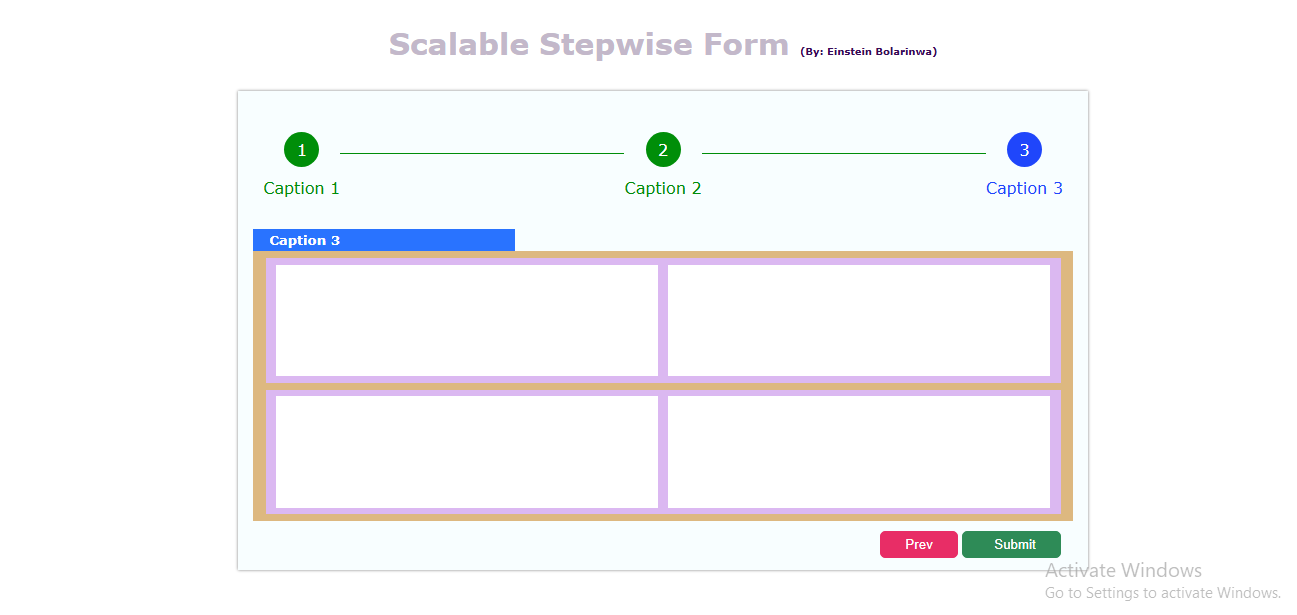 Scalable Stepwise Form (By: Einstein Bolarinwa)
1 2 3
Caption 1 Caption 2 Caption 3
Caption 3
Prev Submit
Activate Windows
Go to Settings to activate Windows.